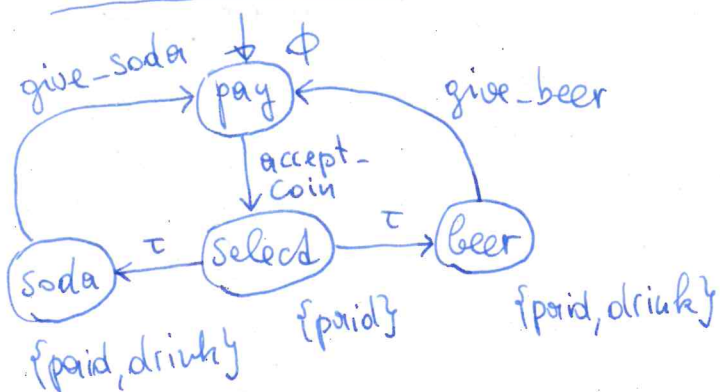 give_soda
ϕ
pay
give_beer
accept_
coin
τ
τ
soda
select
beer
{paid, drink}
{paid}
{paid, drink}